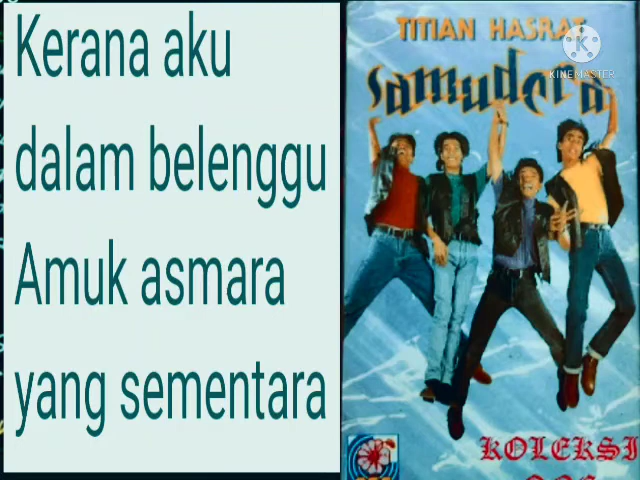 Kerana aku
dalam belenggu
Amuk asmara
yang sementara
TITIAN HASRAT
Samudera
KINEMASTER
KOLEKSI